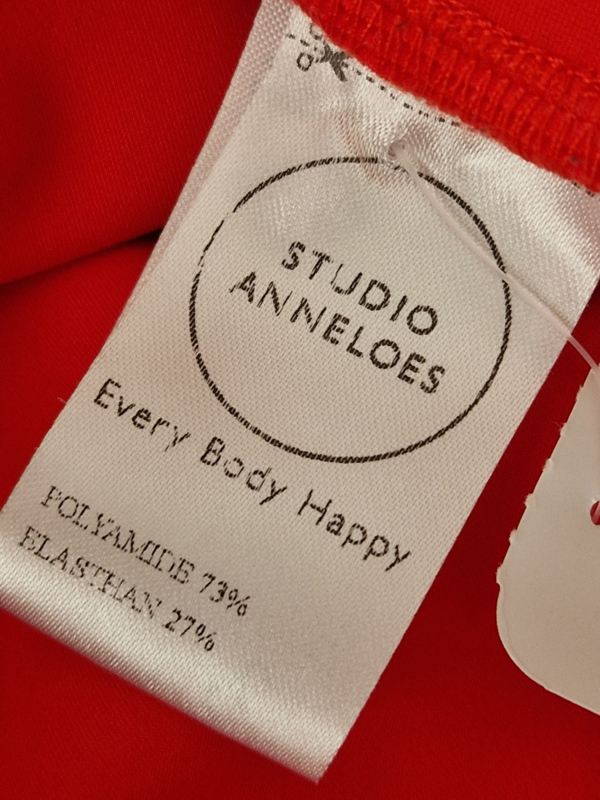 STUDIO
ANNELOES
Every Body Happy
POLYAMIDE 73%
ELASTHAN 27%